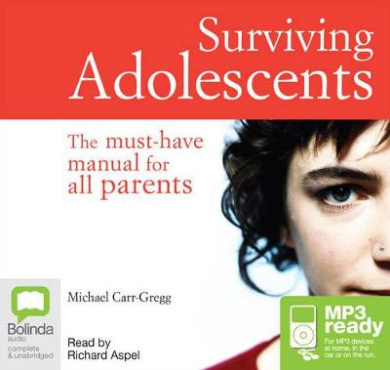 Surviving
Adolescents
The must-have
manual for
all parents
Michael Carr-Gregg
Bolinda
audio
complete
& unabridged
Read by
Richard Aspel
MP3
ready
For MP3 devices
at home, in the
car or on the run.